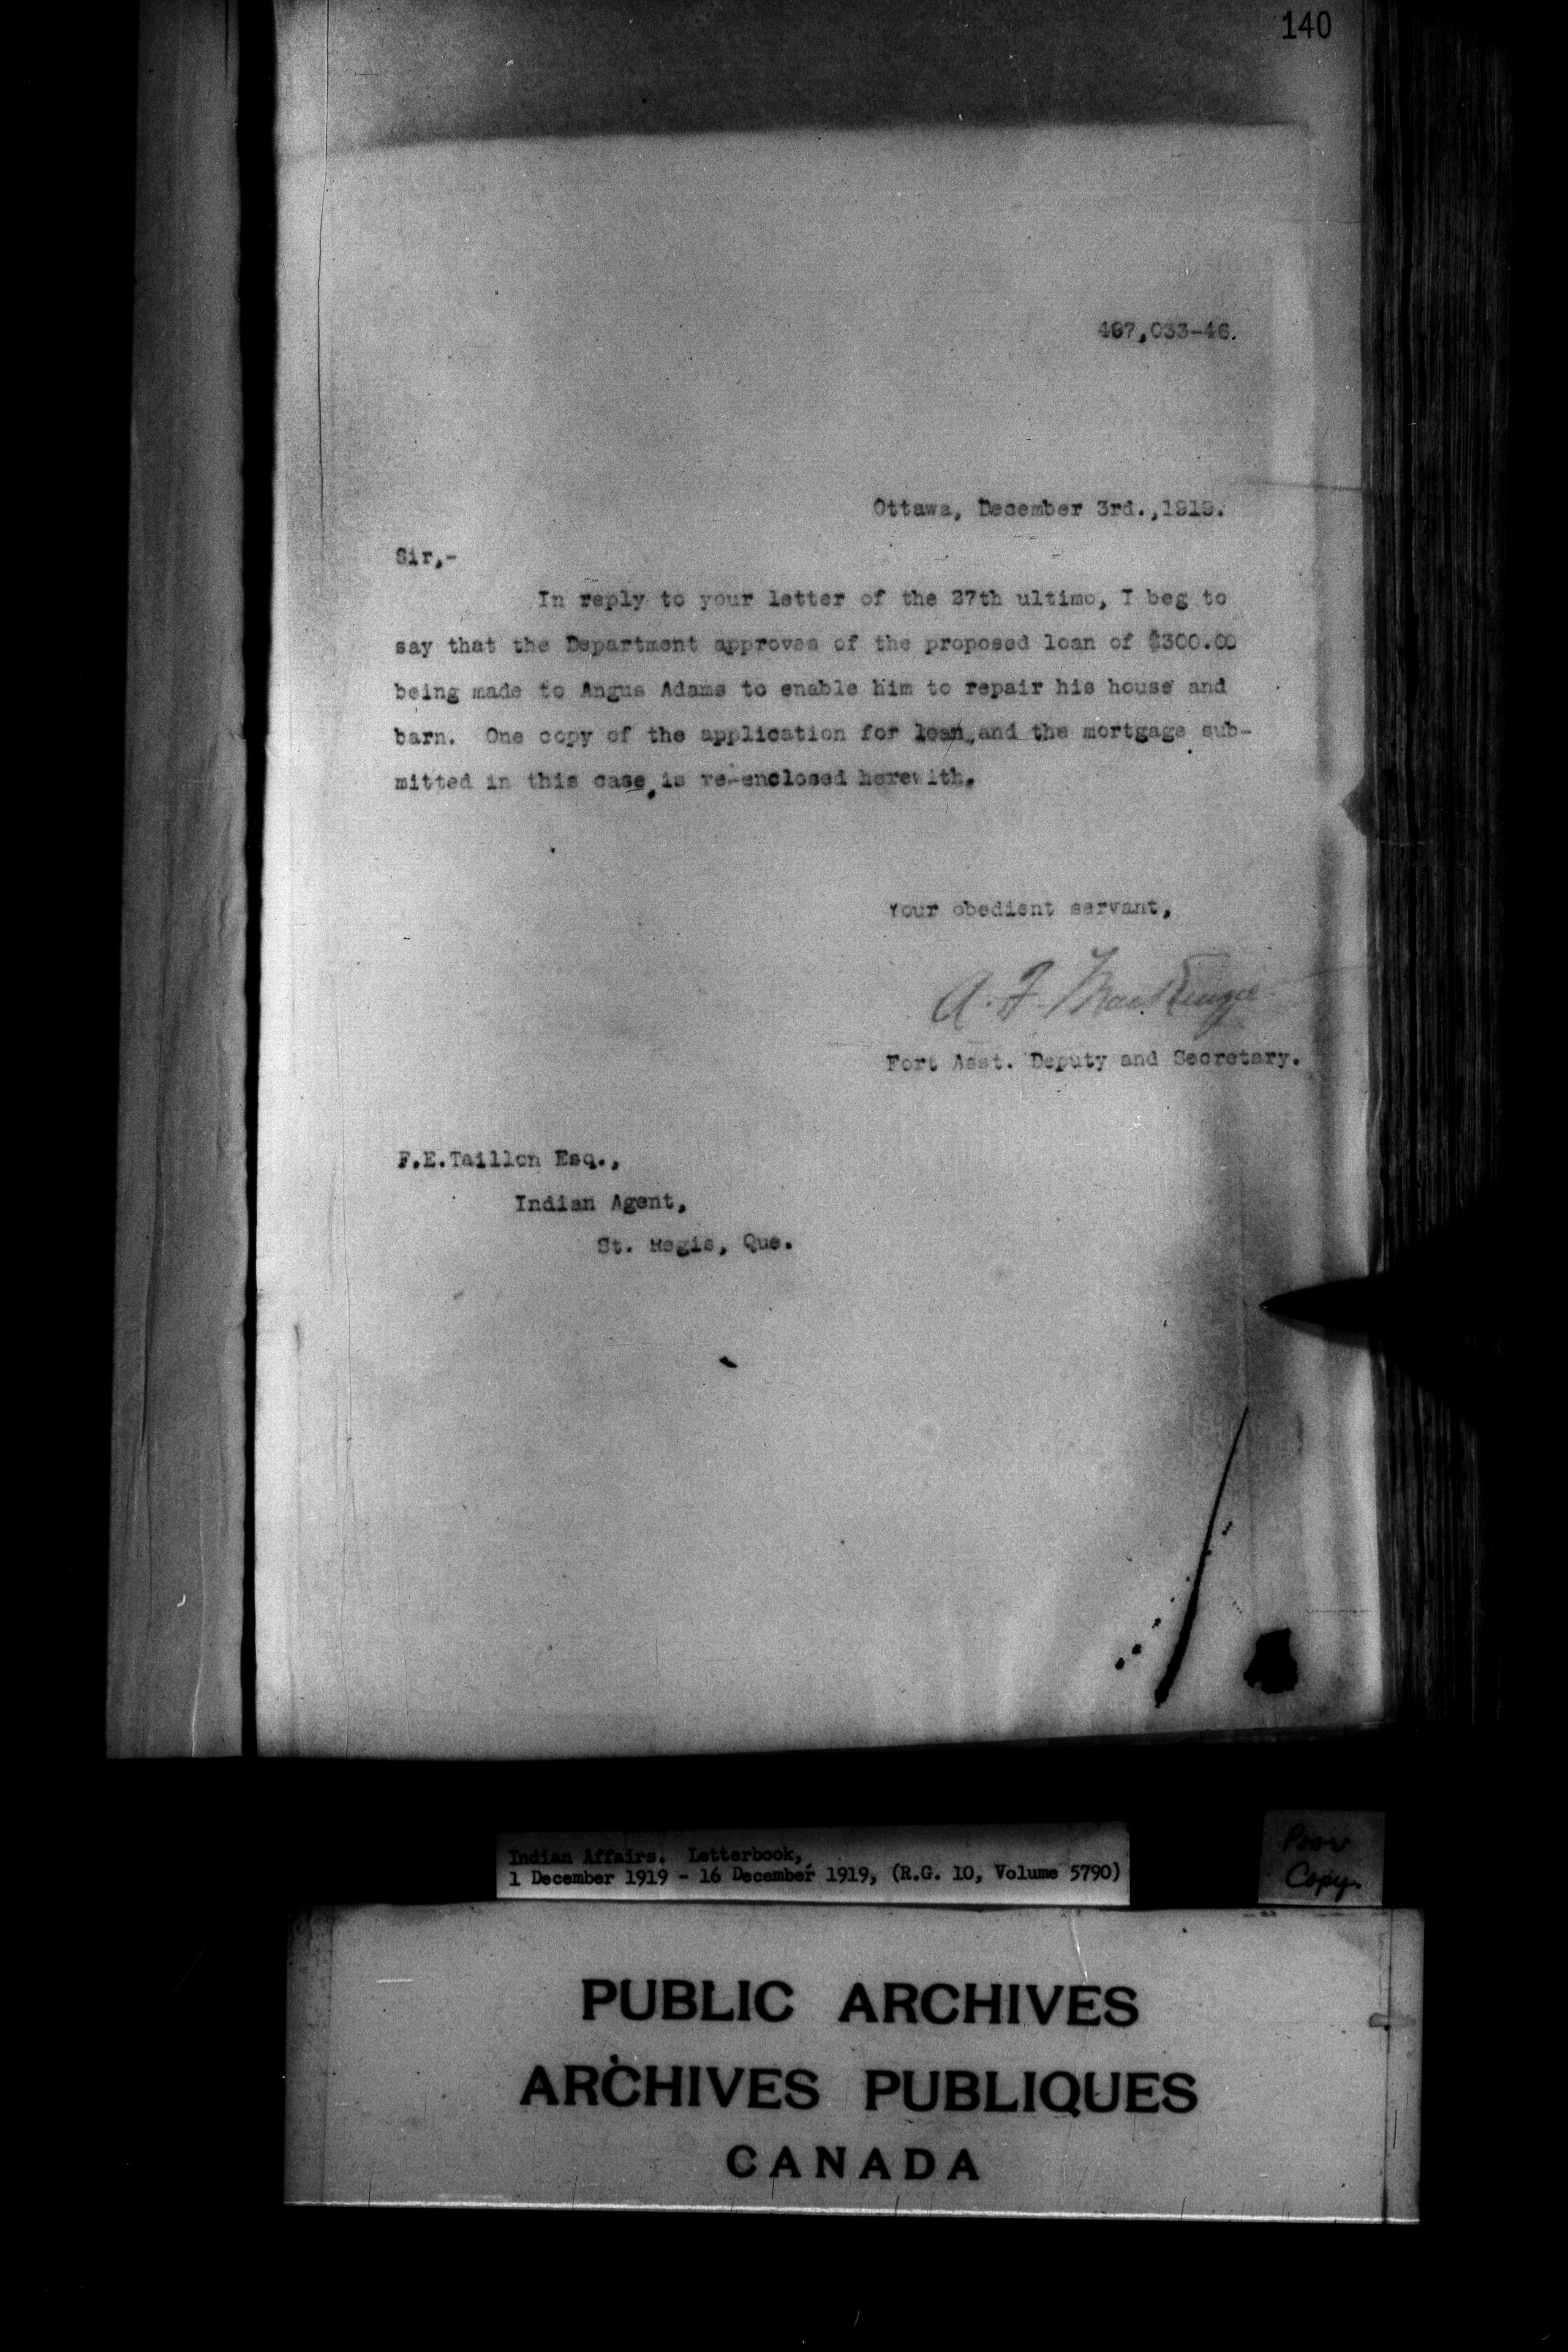 140
497,033-46.
Ottawa, December 3rd.,1919.
Sir,-
In reply to your letter of the 27th ultimo, I beg to
say that the Department approves of the proposed loan of $300.00
being made to Angus Adams to enable him to repair his house and
barn. One copy of the application for loan, and the mortgage sub-
mitted in this case, is re-enclosed herewith.
Your obedient servant,
A. F. MacKenzie
Fort Asst. Deputy and Secretary.
F.E.Taillon Esq.,
Indian Agent,
St. Regis, Que.
Indian Affairs. Letterbook,
1 December 1919 - 16 December 1919, (R.G. 10, Volume 5790)
Poor
Copy.
PUBLIC ARCHIVES
ARCHIVES PUBLIQUES
CANADA